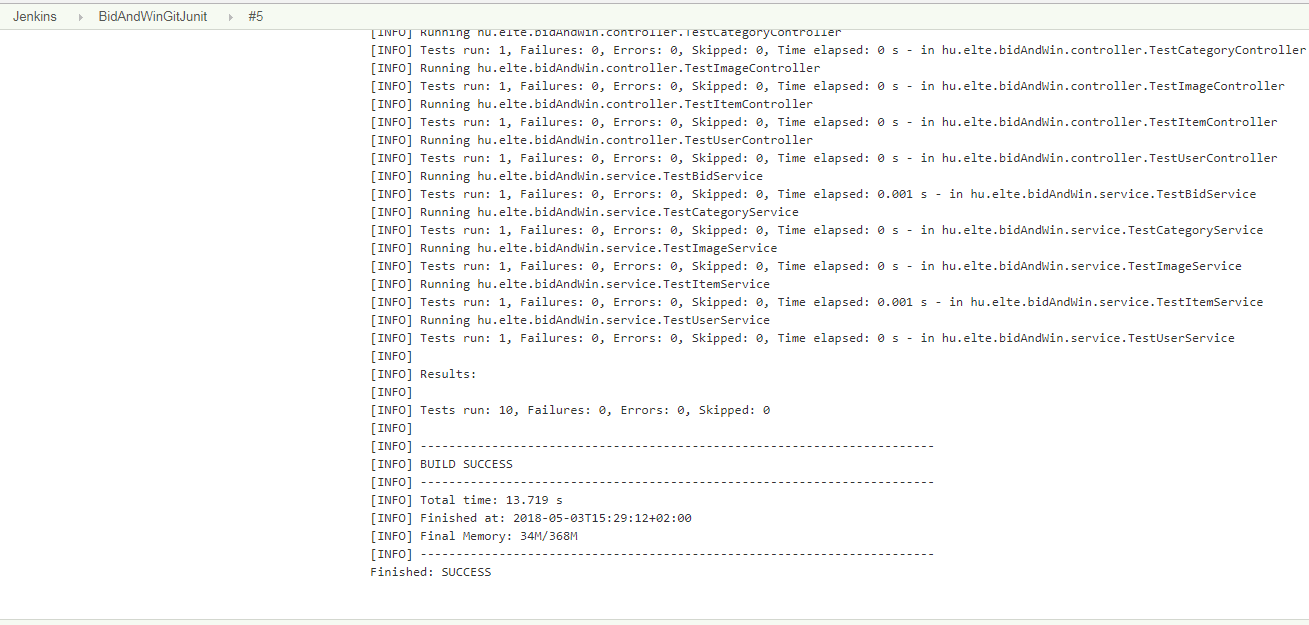 Jenkins BidAndWinGitJunit #5
[INFO] Running hu.elte.bidAndWin.controller.TestCategoryController
[INFO] Tests run: 1, Failures: 0, Errors: 0, Skipped: 0, Time elapsed: 0 s - in hu.elte.bidAndWin.controller.TestCategoryController
[INFO] Running hu.elte.bidAndWin.controller.TestImageController
[INFO] Tests run: 1, Failures: 0, Errors: 0, Skipped: 0, Time elapsed: 0 s - in hu.elte.bidAndWin.controller.TestImageController
[INFO] Running hu.elte.bidAndWin.controller.TestItemController
[INFO] Tests run: 1, Failures: 0, Errors: 0, Skipped: 0, Time elapsed: 0 s - in hu.elte.bidAndWin.controller.TestItemController
[INFO] Running hu.elte.bidAndWin.controller.TestUserController
[INFO] Tests run: 1, Failures: 0, Errors: 0, Skipped: 0, Time elapsed: 0 s - in hu.elte.bidAndWin.controller.TestUserController
[INFO] Running hu.elte.bidAndWin.service.TestBidService
[INFO] Tests run: 1, Failures: 0, Errors: 0, Skipped: 0, Time elapsed: 0.001 s - in hu.elte.bidAndWin.service.TestBidService
[INFO] Running hu.elte.bidAndWin.service.TestCategoryService
[INFO] Tests run: 1, Failures: 0, Errors: 0, Skipped: 0, Time elapsed: 0 s - in hu.elte.bidAndWin.service.TestCategoryService
[INFO] Running hu.elte.bidAndWin.service.TestImageService
[INFO] Tests run: 1, Failures: 0, Errors: 0, Skipped: 0, Time elapsed: 0 s - in hu.elte.bidAndWin.service.TestImageService
[INFO] Running hu.elte.bidAndWin.service.TestItemService
[INFO] Tests run: 1, Failures: 0, Errors: 0, Skipped: 0, Time elapsed: 0.001 s - in hu.elte.bidAndWin.service.TestItemService
[INFO] Running hu.elte.bidAndWin.service.TestUserService
[INFO] Tests run: 1, Failures: 0, Errors: 0, Skipped: 0, Time elapsed: 0 s - in hu.elte.bidAndWin.service.TestUserService
[INFO]
[INFO] Results:
[INFO]
[INFO] Tests run: 10, Failures: 0, Errors: 0, Skipped: 0
[INFO]
[INFO] ------------------------------------------------------------------------
[INFO] BUILD SUCCESS
[INFO] ------------------------------------------------------------------------
[INFO] Total time: 13.719 s
[INFO] Finished at: 2018-05-03T15:29:12+02:00
[INFO] Final Memory: 34M/368M
[INFO] ------------------------------------------------------------------------
Finished: SUCCESS